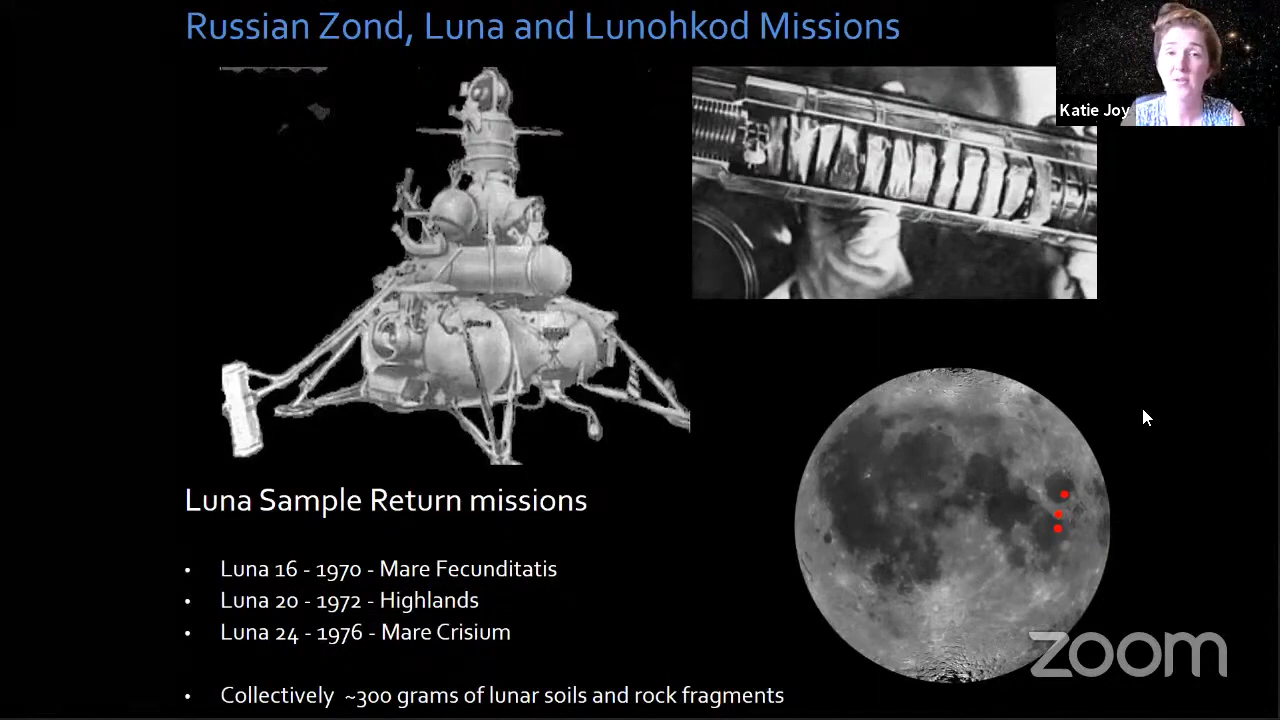 Russian Zond, Luna and Lunohkod Missions
Katie Joy
Luna Sample Return missions
• Luna 16 - 1970 - Mare Fecunditatis
• Luna 20 - 1972 - Highlands
• Luna 24 - 1976 - Mare Crisium
• Collectively ~300 grams of lunar soils and rock fragments
zoom